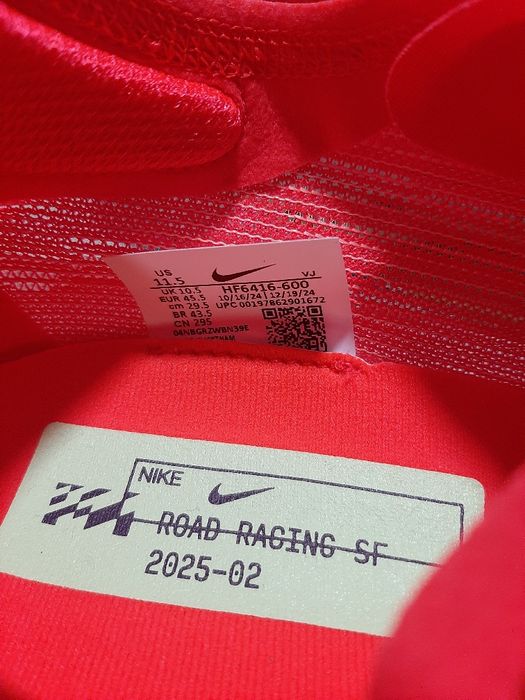 US
11.5
VJ
UK 10.5
HF6416-600
EUR 45.5
10/16/24 | 12/19/24
cm 29.5
UPC 00197862901672
BR 43.5
CN 295
04NBGRZWBN39E
NIKE
ROAD RACING SF
2025-02